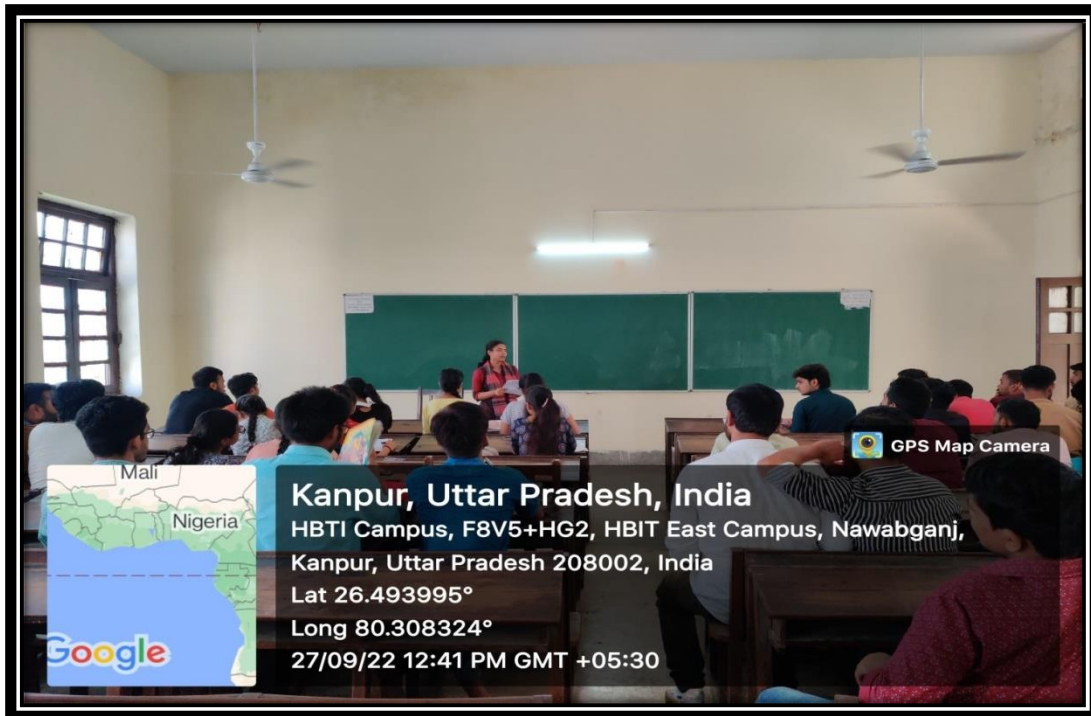 GPS Map Camera
Mali
Nigeria
Google
Kanpur, Uttar Pradesh, India
HBTI Campus, F8V5+HG2, HBIT East Campus, Nawabganj,
Kanpur, Uttar Pradesh 208002, India
Lat 26.493995°
Long 80.308324°
27/09/22 12:41 PM GMT +05:30